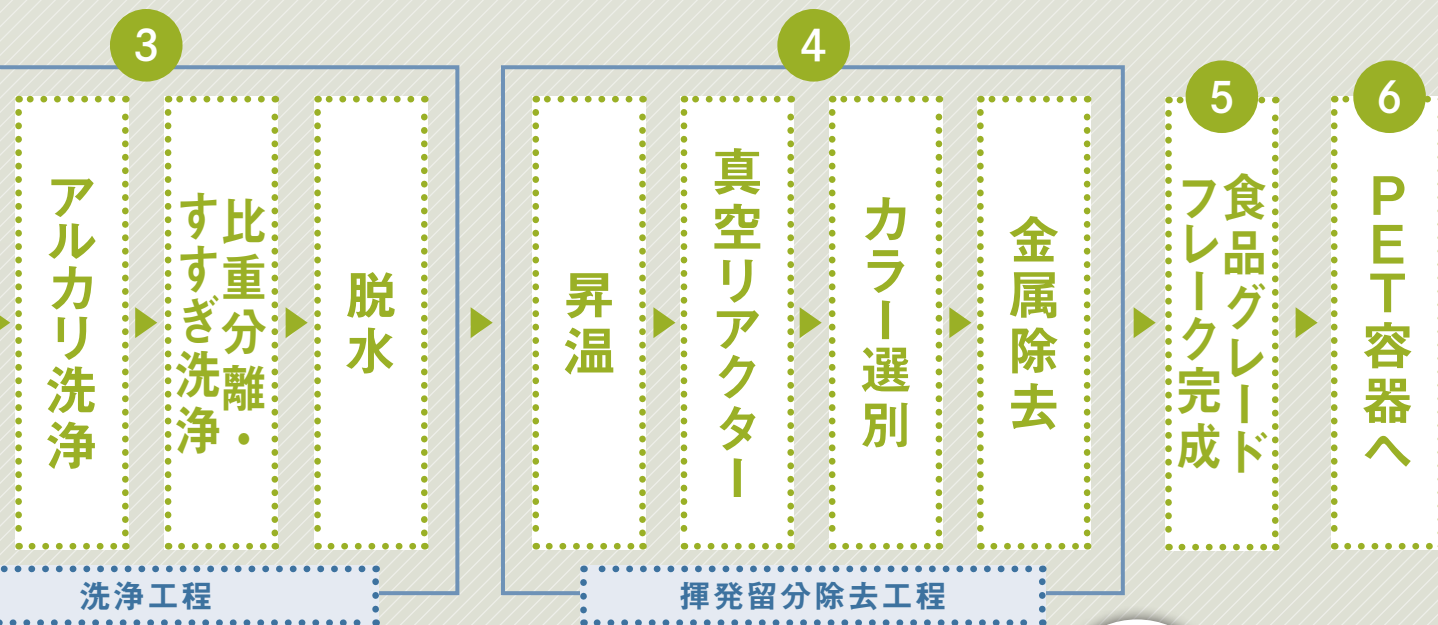 3
アルカリ洗浄
比重分離・
すすぎ洗浄
脱水
洗浄工程
4
昇温
真空リアクター
カラー選別
金属除去
揮発留分除去工程
5
食品グレード
フレーク完成
6
PET容器へ